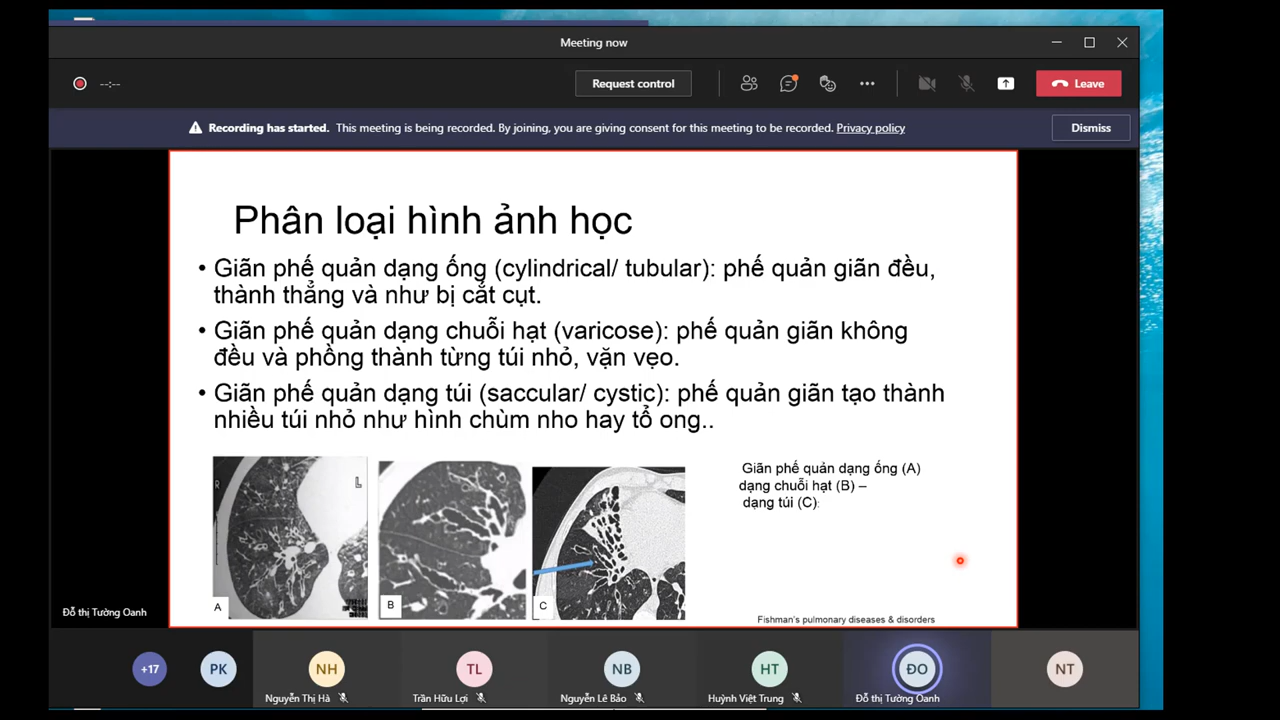 Meeting now
--:--
Request control
Leave
Recording has started. This meeting is being recorded. By joining, you are giving consent for this meeting to be recorded. Privacy policy
Dismiss
Phân loại hình ảnh học
• Giãn phế quản dạng ống (cylindrical/ tubular): phế quản giãn đều,
thành thẳng và như bị cắt cụt.
• Giãn phế quản dạng chuỗi hạt (varicose): phế quản giãn không
đều và phồng thành từng túi nhỏ, vặn vẹo.
• Giãn phế quản dạng túi (saccular/ cystic): phế quản giãn tạo thành
nhiều túi nhỏ như hình chùm nho hay tổ ong..
R
L
A
B
C
Giãn phế quản dạng ống (A)
dạng chuỗi hạt (B) –
dạng túi (C):
Fishman's pulmonary diseases & disorders
Đỗ thị Tường Oanh
+17
PK
NH
TL
NB
HT
ĐO
NT
Nguyễn Thị Hà
Trần Hữu Lợi
Nguyễn Lê Bảo
Huỳnh Việt Trung
Đỗ thị Tường Oanh